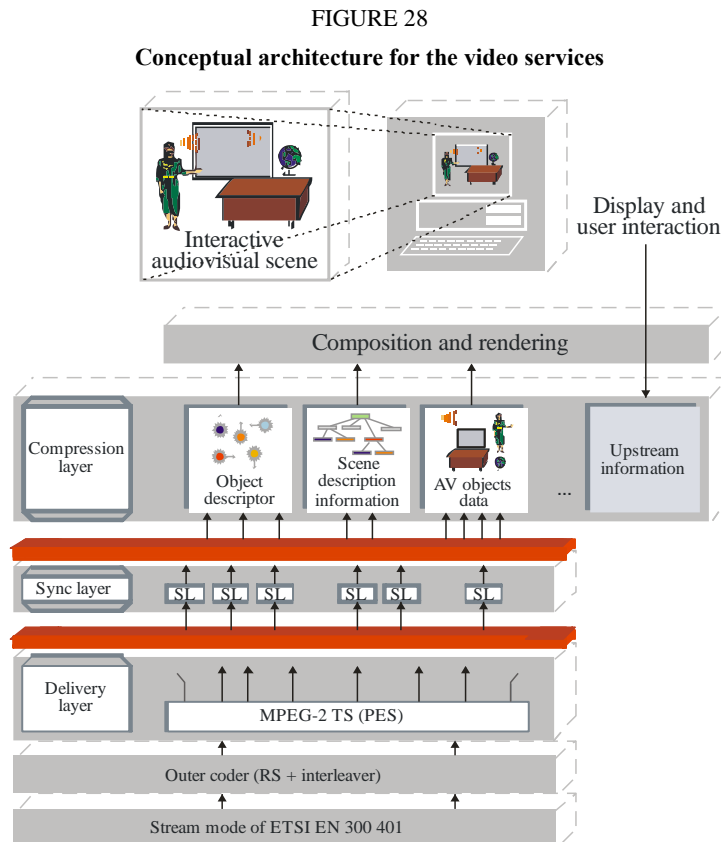 FIGURE 28
Conceptual architecture for the video services
Interactive
audiovisual scene
Display and
user interaction
Composition and rendering
Compression
layer
Object
descriptor
Scene
description
information
AV objects
data
...
Upstream
information
Sync layer
SL
SL
SL
SL
SL
SL
Delivery
layer
MPEG-2 TS (PES)
Outer coder (RS + interleaver)
Stream mode of ETSI EN 300 401